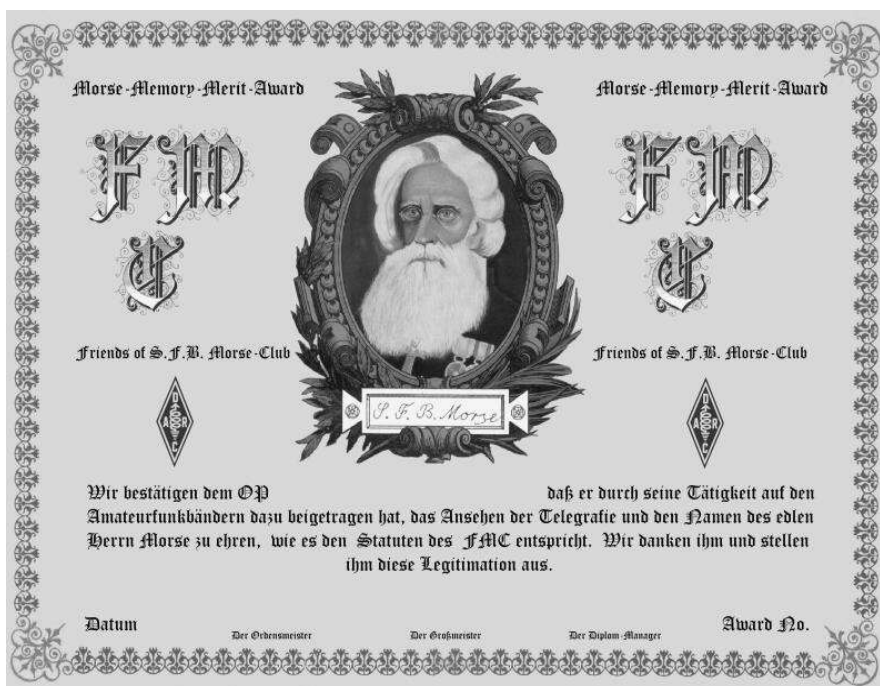 Morse-Memory-Merit-Award
Morse-Memory-Merit-Award
F M
C
F M
C
Friends of S.F.B. Morse-Club
Friends of S.F.B. Morse-Club
D
A R
C
D
A R
C
S. F. B. Morse
Wir bestätigen dem OP daß er durch seine Tätigkeit auf den
Amateurfunkbändern dazu beigetragen hat, das Ansehen der Telegrafie und den Namen des edlen
Herrn Morse zu ehren, wie es den Statuten des FMC entspricht. Wir danken ihm und stellen
ihm diese Legitimation aus.
Datum
Der Ordensmeister
Der Großmeister
Der Diplom-Manager
Award No.